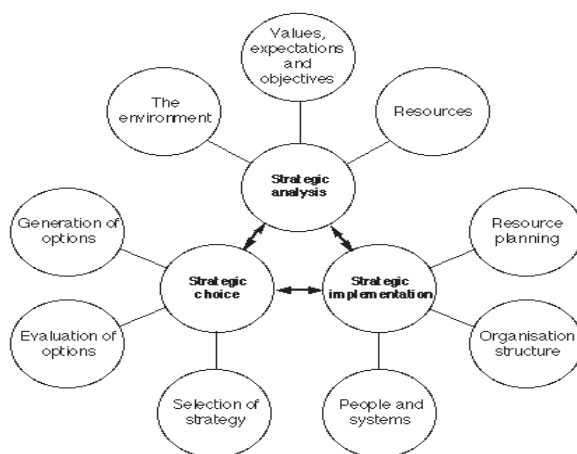 Values,
expectations
and
objectives
The
environment
Resources
Strategic
analysis
Generation of
options
Resource
planning
Strategic
choice
Strategic
implementation
Evaluation of
options
Organisation
structure
Selection of
strategy
People and
systems